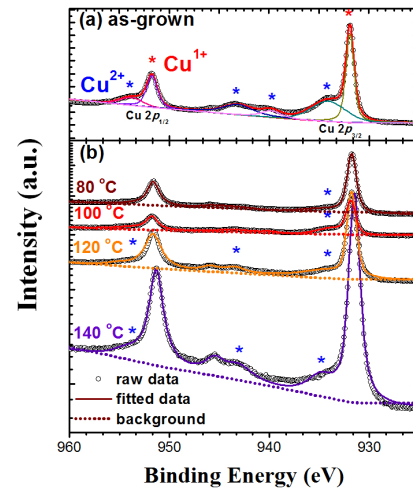 (a) as-grown
* Cu¹⁺
Cu²⁺
*
*
*
*
*
*
Cu 2p₁/₂
Cu 2p₃/₂
(b)
80 °C
*
100 °C
*
120 °C
*
*
*
140 °C
*
*
*
raw data
fitted data
background
960
950
940
930
Binding Energy (eV)
Intensity (a.u.)